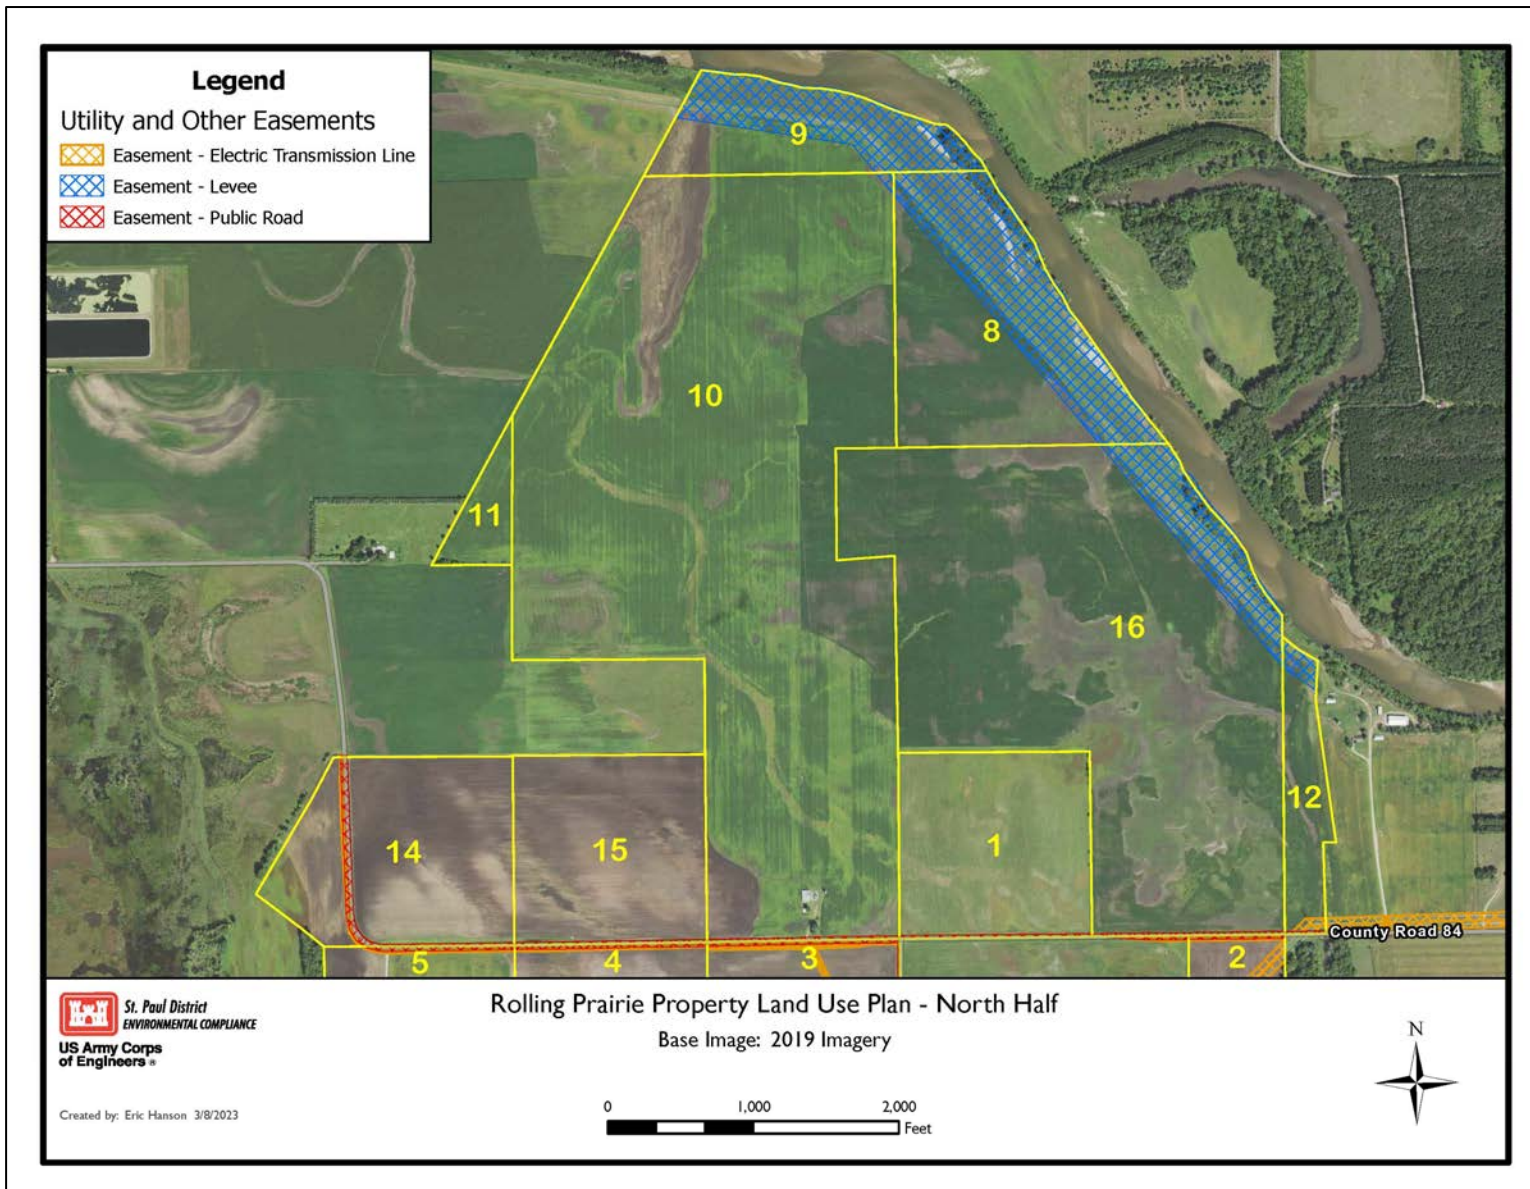 Legend
Utility and Other Easements
Easement - Electric Transmission Line
Easement - Levee
Easement - Public Road
9
8
10
11
16
12
14
15
1
5
4
3
2
County Road 84
St. Paul District
ENVIRONMENTAL COMPLIANCE
US Army Corps
of Engineers ®
Rolling Prairie Property Land Use Plan - North Half
Base Image: 2019 Imagery
N
Created by: Eric Hanson 3/8/2023
0 1,000 2,000
Feet